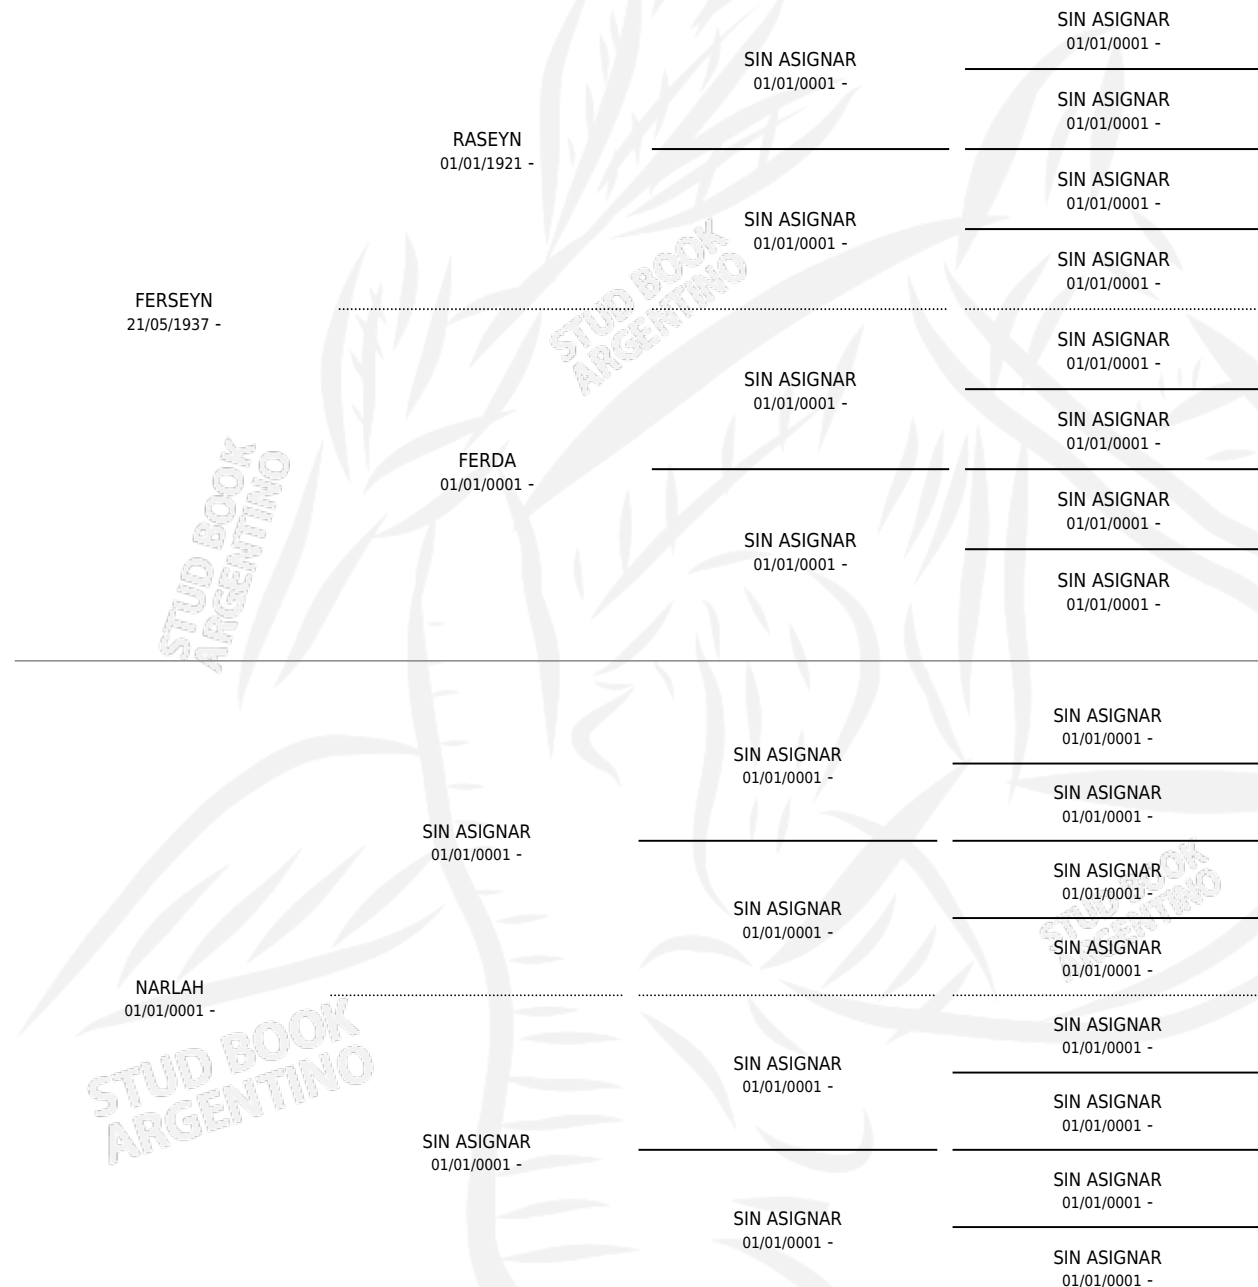 SIN ASIGNAR
01/01/0001 -
SIN ASIGNAR
01/01/0001 -
SIN ASIGNAR
01/01/0001 -
RASEYN
01/01/1921 -
SIN ASIGNAR
01/01/0001 -
SIN ASIGNAR
01/01/0001 -
SIN ASIGNAR
01/01/0001 -
STUD BOOK
ARGENTINO
FERSEYN
21/05/1937 -
SIN ASIGNAR
01/01/0001 -
SIN ASIGNAR
01/01/0001 -
SIN ASIGNAR
01/01/0001 -
FERDA
01/01/0001 -
SIN ASIGNAR
01/01/0001 -
SIN ASIGNAR
01/01/0001 -
SIN ASIGNAR
01/01/0001 -
STUD BOOK
ARGENTINO
SIN ASIGNAR
01/01/0001 -
SIN ASIGNAR
01/01/0001 -
SIN ASIGNAR
01/01/0001 -
SIN ASIGNAR
01/01/0001 -
SIN ASIGNAR
01/01/0001 -
SIN ASIGNAR
01/01/0001 -
SIN ASIGNAR
01/01/0001 -
STUD BOOK
ARGENTINO
NARLAH
01/01/0001 -
STUD BOOK
ARGENTINO
SIN ASIGNAR
01/01/0001 -
SIN ASIGNAR
01/01/0001 -
SIN ASIGNAR
01/01/0001 -
SIN ASIGNAR
01/01/0001 -
SIN ASIGNAR
01/01/0001 -
SIN ASIGNAR
01/01/0001 -
SIN ASIGNAR
01/01/0001 -